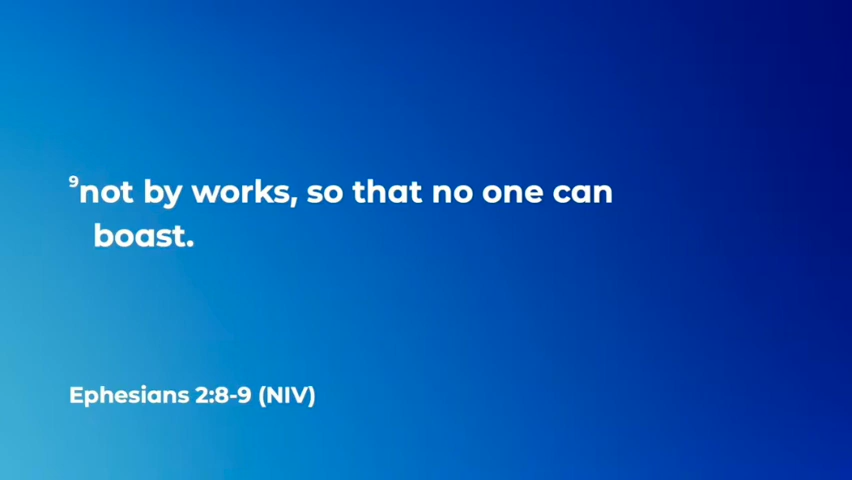 ⁹not by works, so that no one can
boast.
Ephesians 2:8-9 (NIV)